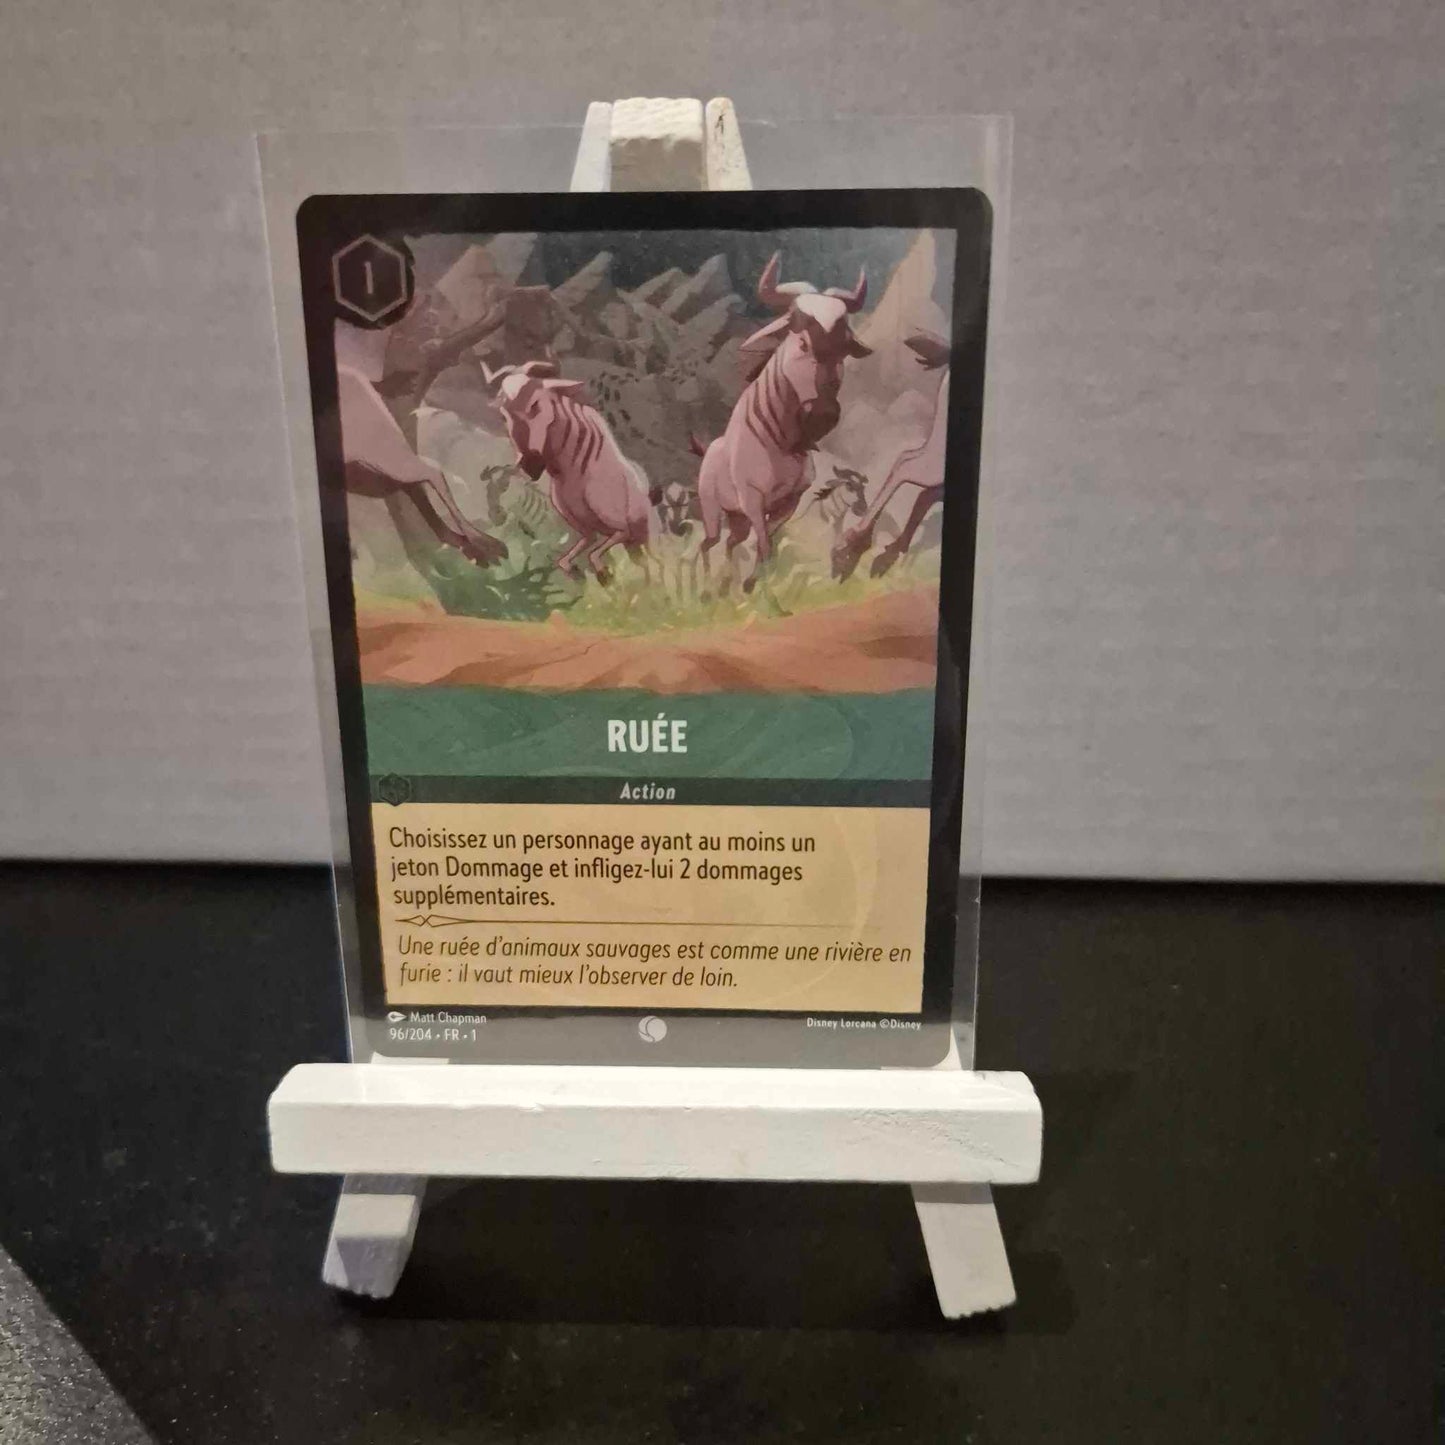 1
RUÉE
Action
Choisissez un personnage ayant au moins un
jeton Dommage et infligez-lui 2 dommages
supplémentaires.
Une ruée d'animaux sauvages est comme une rivière en
furie : il vaut mieux l'observer de loin.
Matt Chapman
96/204 • FR • 1
Disney Lorcana ©Disney